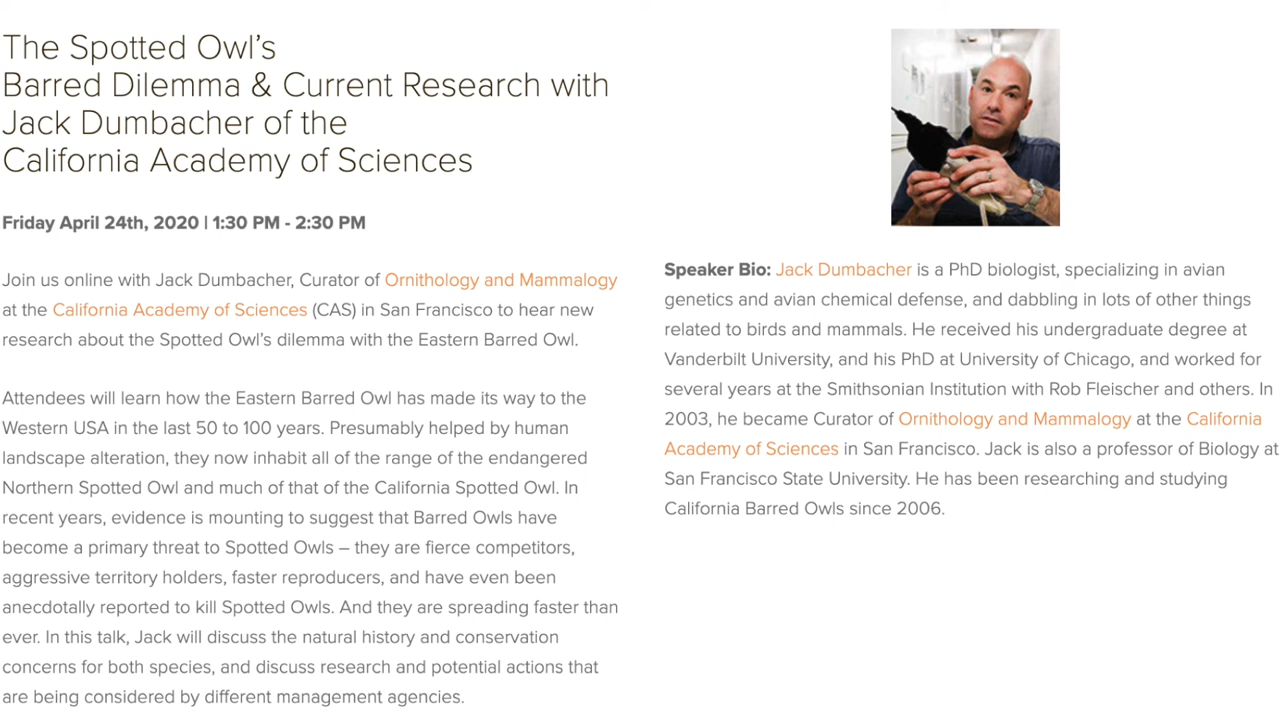 The Spotted Owl’s
Barred Dilemma & Current Research with
Jack Dumbacher of the
California Academy of Sciences
Friday April 24th, 2020 | 1:30 PM - 2:30 PM
Join us online with Jack Dumbacher, Curator of Ornithology and Mammalogy
at the California Academy of Sciences (CAS) in San Francisco to hear new
research about the Spotted Owl’s dilemma with the Eastern Barred Owl.
Attendees will learn how the Eastern Barred Owl has made its way to the
Western USA in the last 50 to 100 years. Presumably helped by human
landscape alteration, they now inhabit all of the range of the endangered
Northern Spotted Owl and much of that of the California Spotted Owl. In
recent years, evidence is mounting to suggest that Barred Owls have
become a primary threat to Spotted Owls – they are fierce competitors,
aggressive territory holders, faster reproducers, and have even been
anecdotally reported to kill Spotted Owls. And they are spreading faster than
ever. In this talk, Jack will discuss the natural history and conservation
concerns for both species, and discuss research and potential actions that
are being considered by different management agencies.
Speaker Bio: Jack Dumbacher is a PhD biologist, specializing in avian
genetics and avian chemical defense, and dabbling in lots of other things
related to birds and mammals. He received his undergraduate degree at
Vanderbilt University, and his PhD at University of Chicago, and worked for
several years at the Smithsonian Institution with Rob Fleischer and others. In
2003, he became Curator of Ornithology and Mammalogy at the California
Academy of Sciences in San Francisco. Jack is also a professor of Biology at
San Francisco State University. He has been researching and studying
California Barred Owls since 2006.